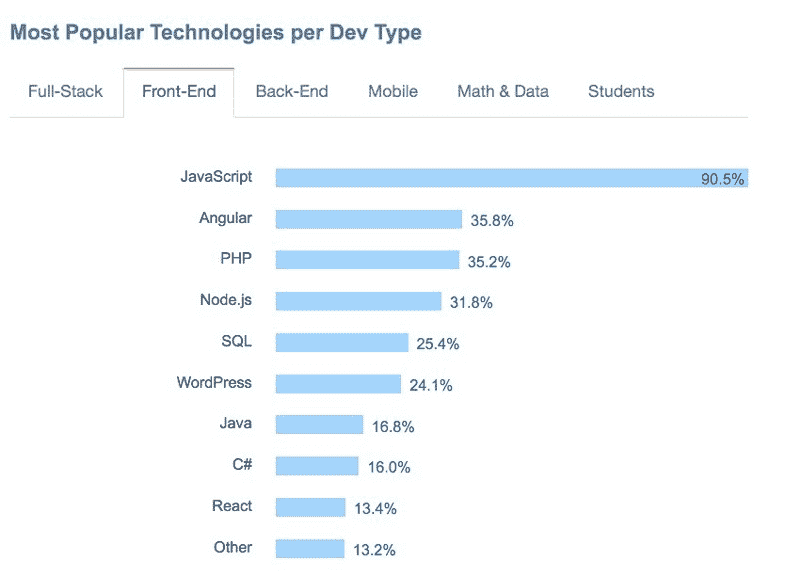 Most Popular Technologies per Dev Type
Full-Stack Front-End Back-End Mobile Math & Data Students
JavaScript 90.5%
Angular 35.8%
PHP 35.2%
Node.js 31.8%
SQL 25.4%
WordPress 24.1%
Java 16.8%
C# 16.0%
React 13.4%
Other 13.2%